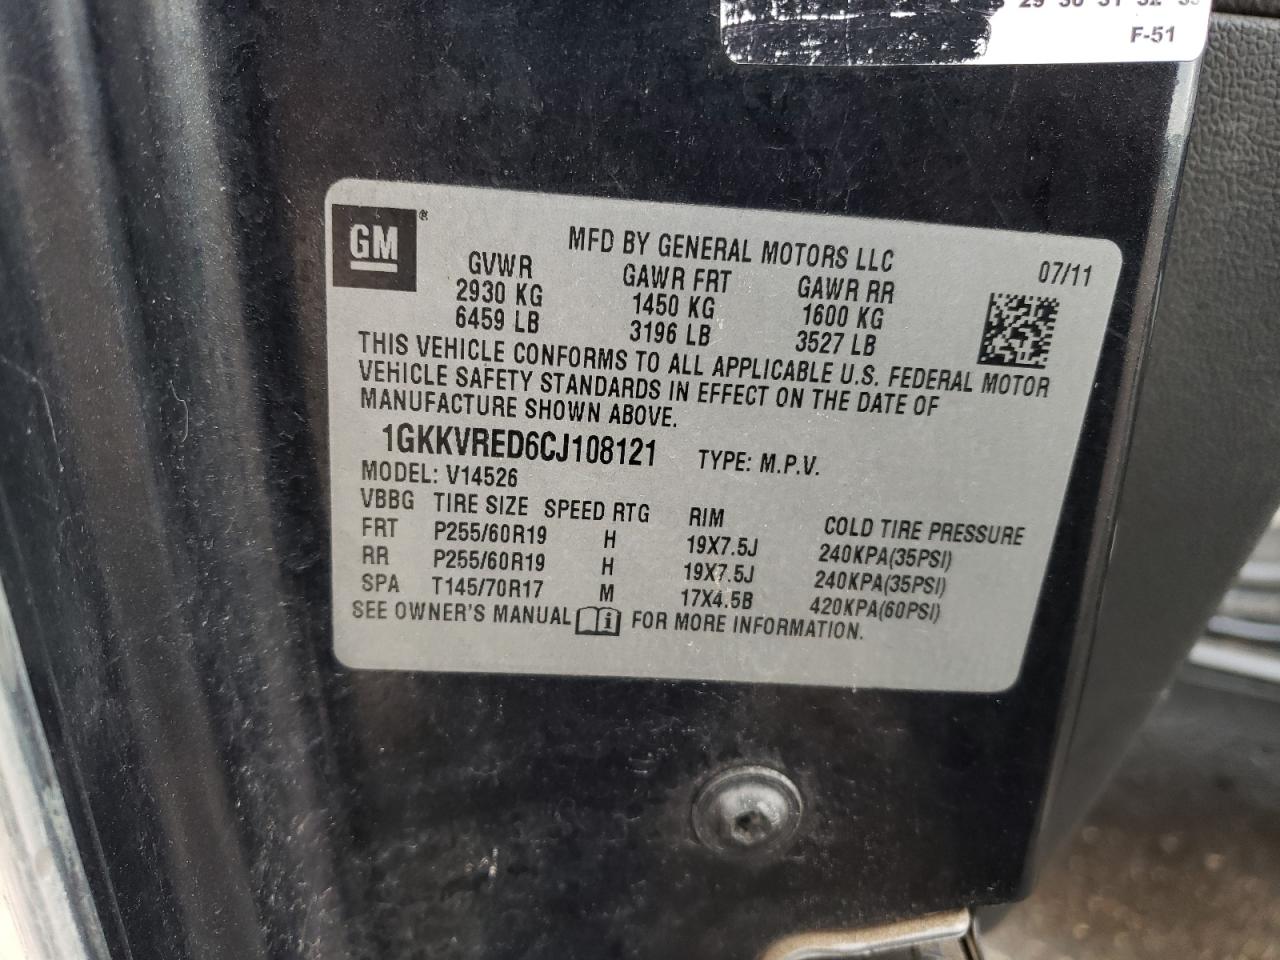 F-51
GM®
MFD BY GENERAL MOTORS LLC
07/11
GVWR GAWR FRT GAWR RR
2930 KG 1450 KG 1600 KG
6459 LB 3196 LB 3527 LB
THIS VEHICLE CONFORMS TO ALL APPLICABLE U.S. FEDERAL MOTOR
VEHICLE SAFETY STANDARDS IN EFFECT ON THE DATE OF
MANUFACTURE SHOWN ABOVE.
1GKKVRED6CJ108121 TYPE: M.P.V.
MODEL: V14526
VBBG TIRE SIZE SPEED RTG RIM COLD TIRE PRESSURE
FRT P255/60R19 H 19X7.5J 240KPA(35PSI)
RR P255/60R19 H 19X7.5J 240KPA(35PSI)
SPA T145/70R17 M 17X4.5B 420KPA(60PSI)
SEE OWNER'S MANUAL i FOR MORE INFORMATION.